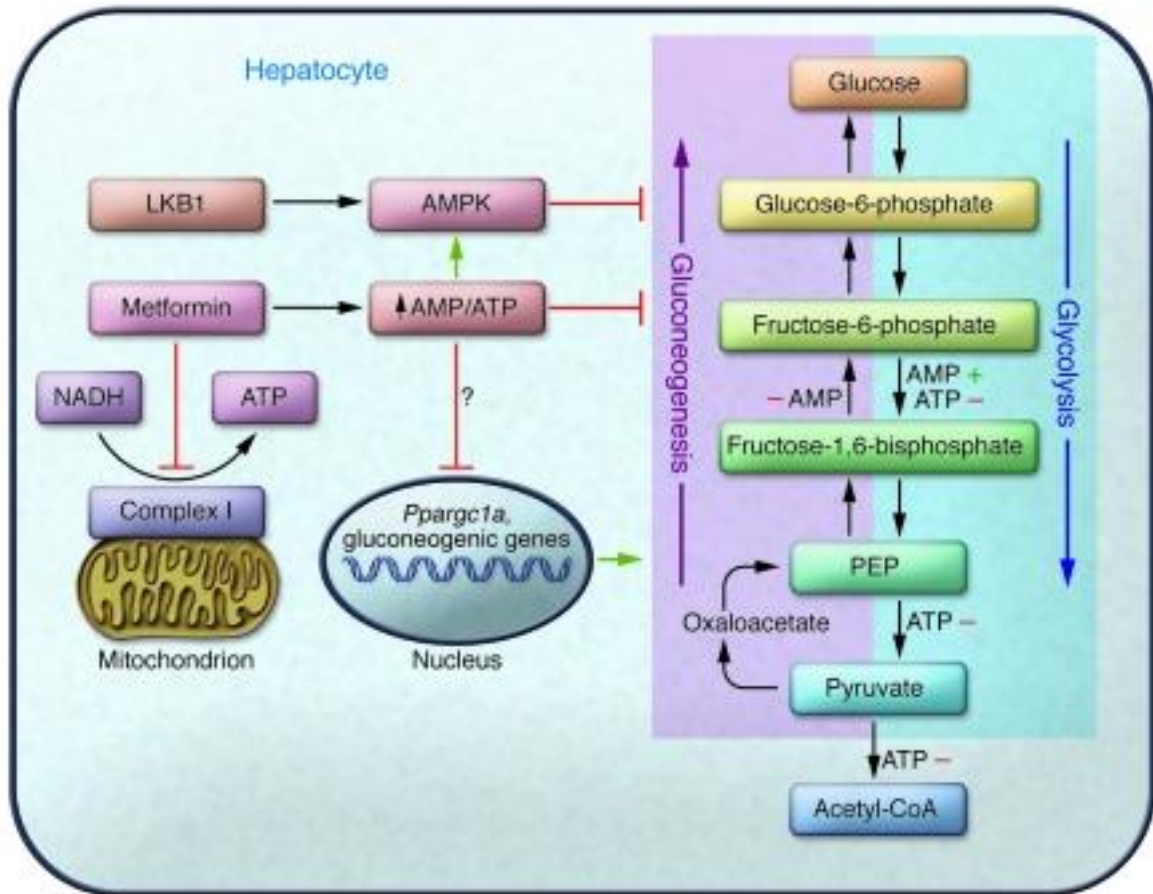 Hepatocyte
LKB1
AMPK
Metformin
AMP/ATP
NADH
ATP
?
Complex I
Mitochondrion
Ppargc1a,
gluconeogenic genes
Nucleus
Gluconeogenesis
Glycolysis
Glucose
Glucose-6-phosphate
Fructose-6-phosphate
– AMP
AMP +
ATP –
Fructose-1,6-bisphosphate
PEP
Oxaloacetate
ATP –
Pyruvate
ATP –
Acetyl-CoA